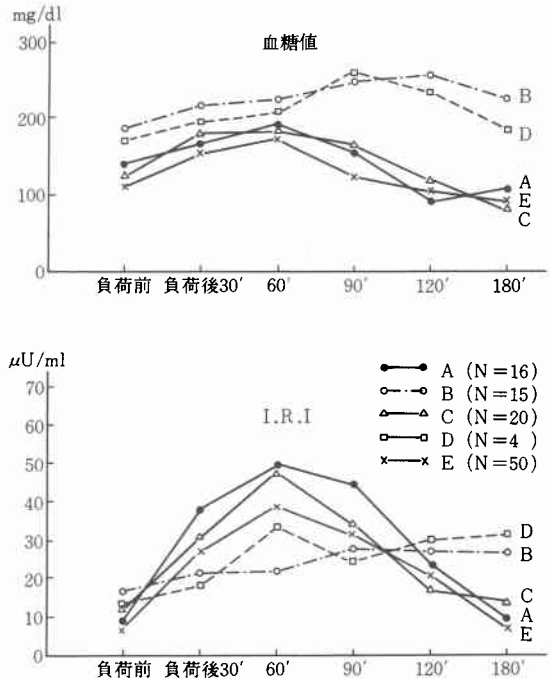 mg/dl
血糖値
300
200
100
0
B
D
A
E
C
負荷前 負荷後30′ 60′ 90′ 120′ 180′
μU/ml
I.R.I
70
60
50
40
30
20
10
0
A (N=16)
B (N=15)
C (N=20)
D (N=4)
E (N=50)
D
B
C
A
E
負荷前 負荷後30′ 60′ 90′ 120′ 180′